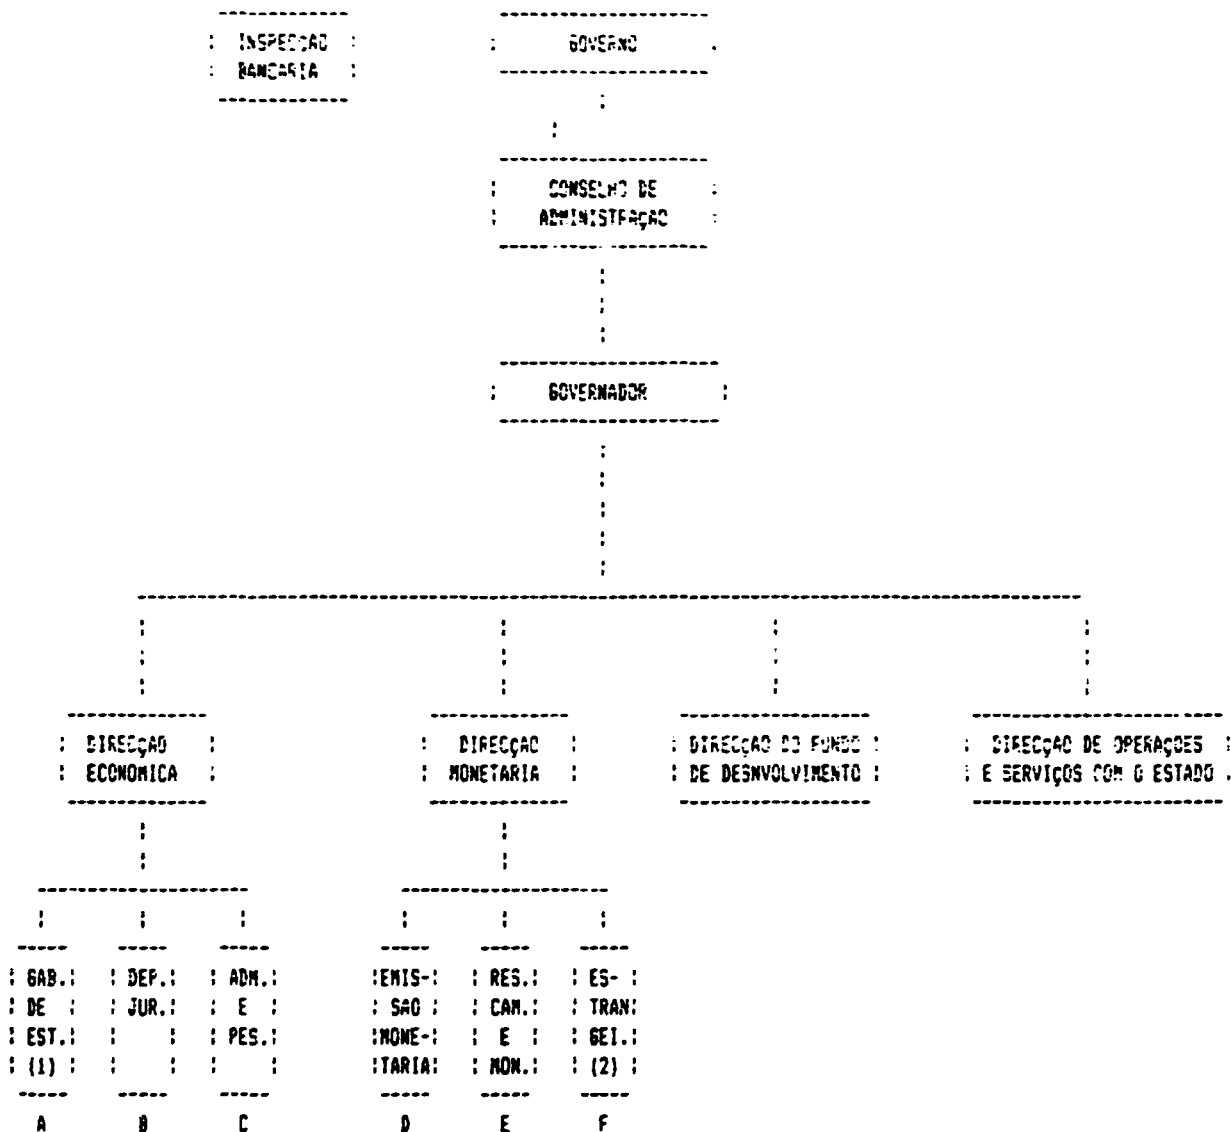 INSPECÇAO
BANCARIA
GOVERNO
CONSELHO DE
ADMINISTRAÇAO
GOVERNADOR
DIRECÇAO
ECONOMICA
DIRECÇAO
MONETARIA
DIRECÇAO DO FUNDO
DE DESNVOLVIMENTO
DIRECÇAO DE OPERAÇOES
E SERVIÇOS COM O ESTADO
GAB.
DE
EST.
(1)
DEP.
JUR.
ADM.
E
PES.
EMIS-
SAO
MONE-
TARIA
RES.
CAM.
E
MON.
ES-
TRAN
GEI.
(2)
A B C D E F